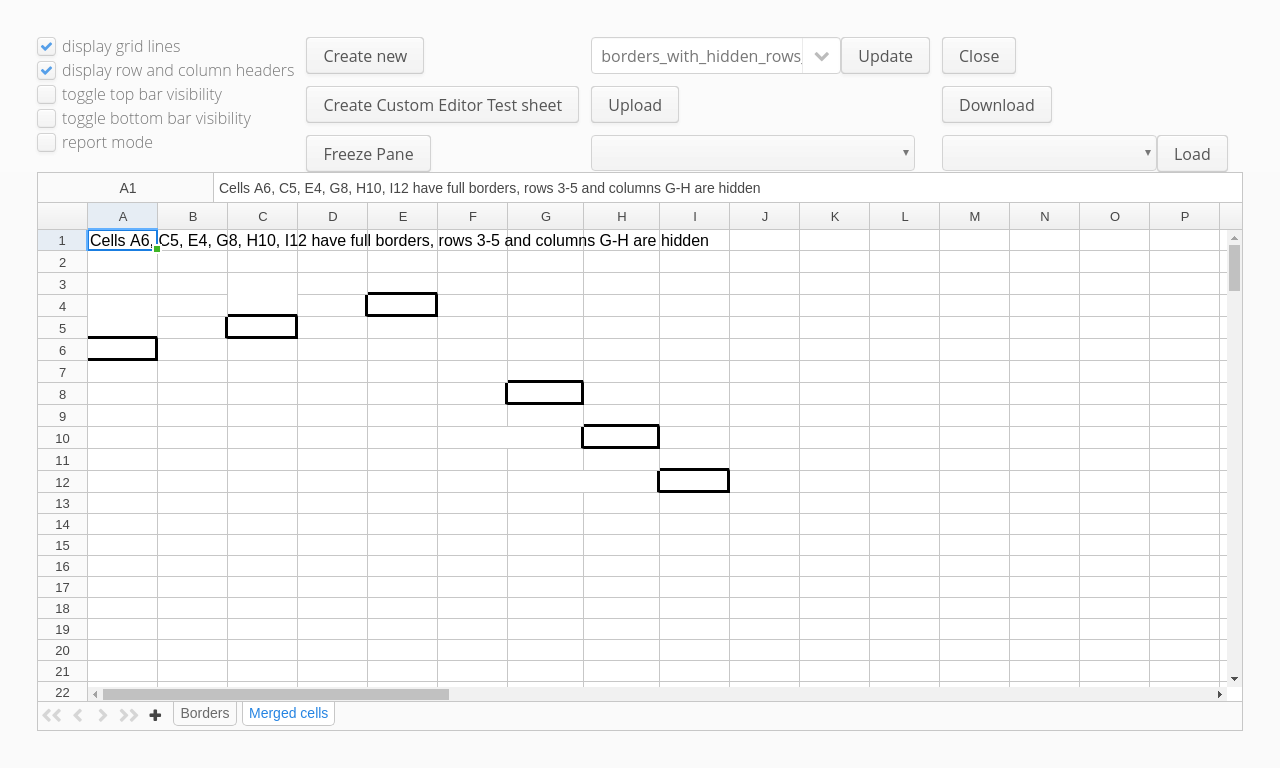 display grid lines
display row and column headers
toggle top bar visibility
toggle bottom bar visibility
report mode
Create new
borders_with_hidden_rows_
Update
Close
Create Custom Editor Test sheet
Upload
Download
Freeze Pane
Load
A1
Cells A6, C5, E4, G8, H10, I12 have full borders, rows 3-5 and columns G-H are hidden
A B C D E F G H I J K L M N O P
1 Cells A6, C5, E4, G8, H10, I12 have full borders, rows 3-5 and columns G-H are hidden
2
3
4
5
6
7
8
9
10
11
12
13
14
15
16
17
18
19
20
21
22
Borders
Merged cells